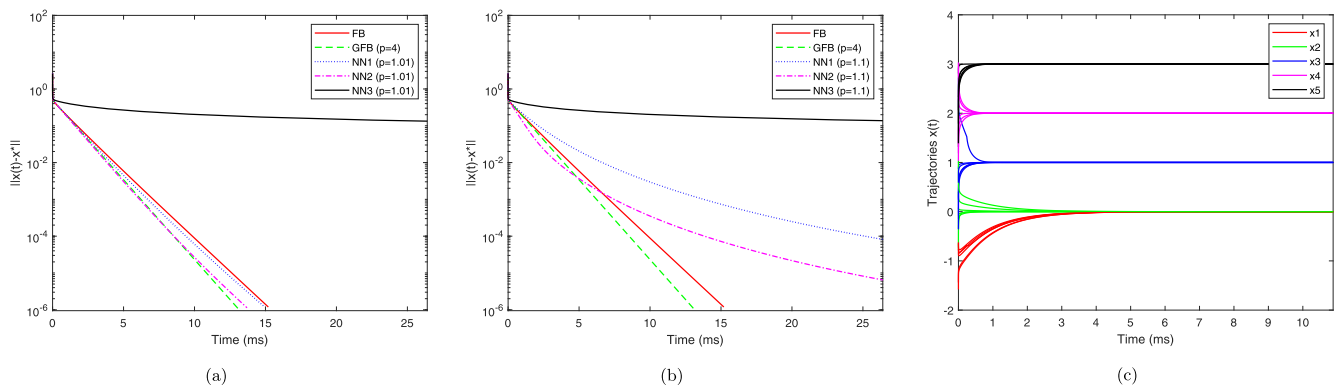 10^2
10^0
10^-2
10^-4
10^-6
||x(t)-x*||
0
5
10
15
20
25
Time (ms)
FB
GFB (p=4)
NN1 (p=1.01)
NN2 (p=1.01)
NN3 (p=1.01)
(a)
10^2
10^0
10^-2
10^-4
10^-6
||x(t)-x*||
0
5
10
15
20
25
Time (ms)
FB
GFB (p=4)
NN1 (p=1.1)
NN2 (p=1.1)
NN3 (p=1.1)
(b)
4
3
2
1
0
-1
-2
Trajectories x(t)
0
1
2
3
4
5
6
7
8
9
10
Time (ms)
x1
x2
x3
x4
x5
(c)